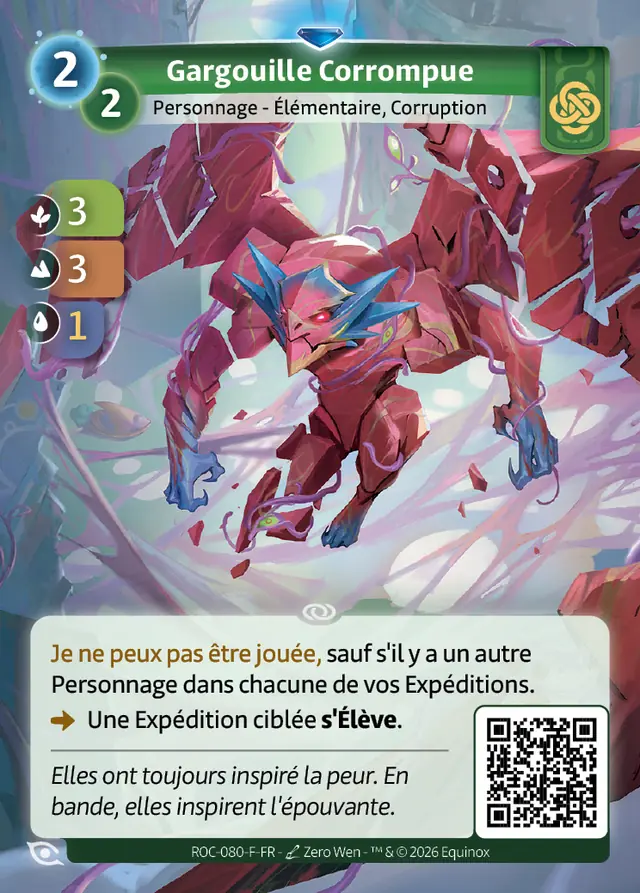 2
Gargouille Corrompue
2
Personnage - Élémentaire, Corruption
3
3
1
Je ne peux pas être jouée, sauf s'il y a un autre
Personnage dans chacune de vos Expéditions.
Une Expédition ciblée s'Élève.
Elles ont toujours inspiré la peur. En
bande, elles inspirent l'épouvante.
ROC-080-F-FR - Zero Wen - ™ & © 2026 Equinox